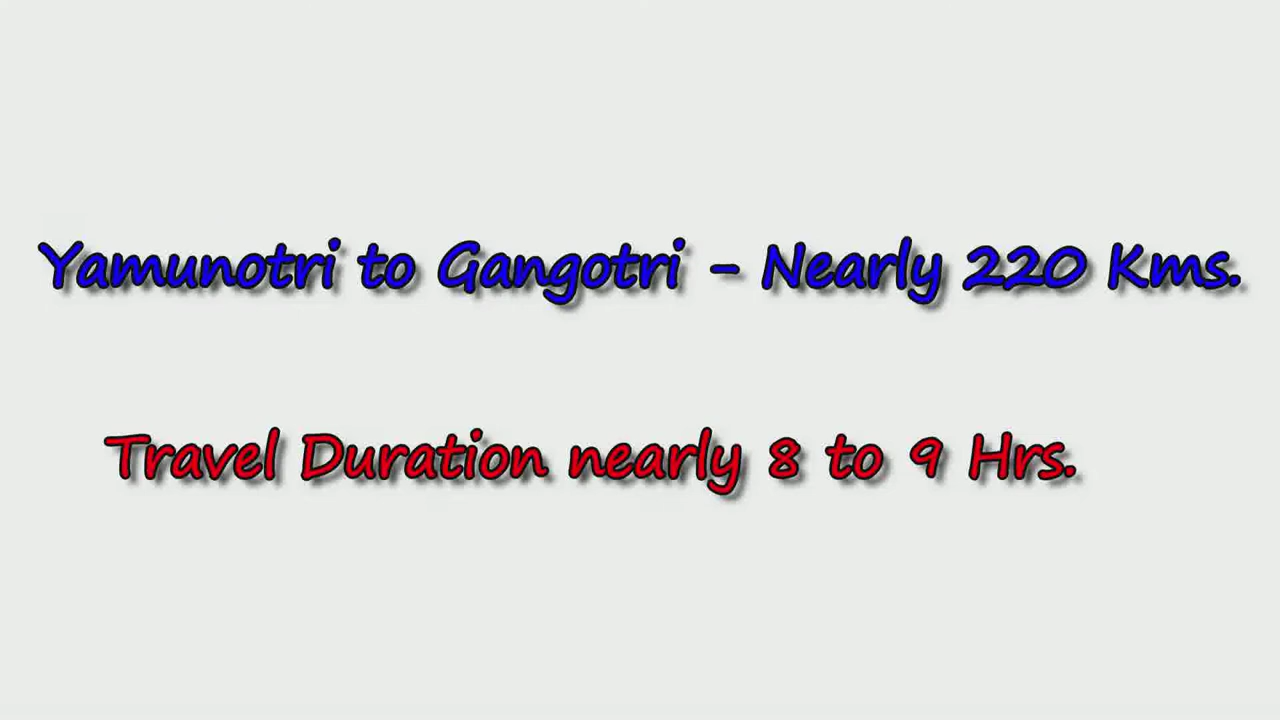 Yamunotri to Gangotri - Nearly 220 Kms.
Travel Duration nearly 8 to 9 Hrs.